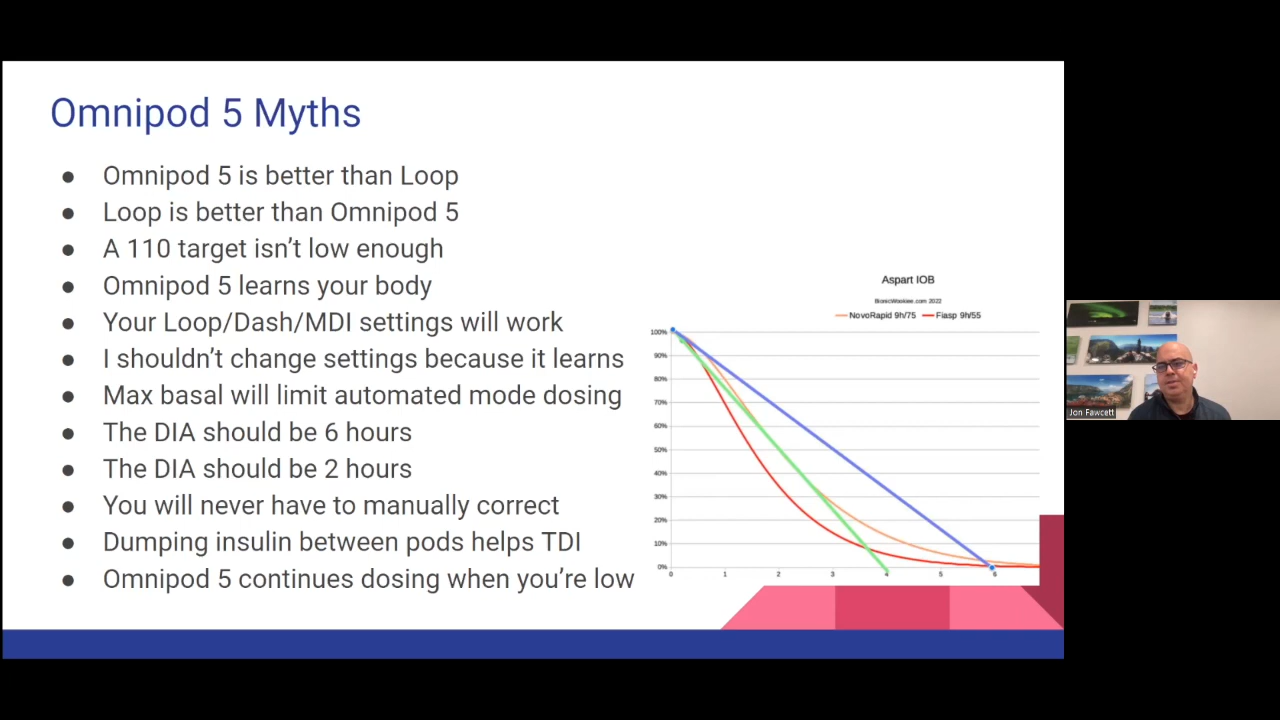 Omnipod 5 Myths
● Omnipod 5 is better than Loop
● Loop is better than Omnipod 5
● A 110 target isn't low enough
● Omnipod 5 learns your body
● Your Loop/Dash/MDI settings will work
● I shouldn't change settings because it learns
● Max basal will limit automated mode dosing
● The DIA should be 6 hours
● The DIA should be 2 hours
● You will never have to manually correct
● Dumping insulin between pods helps TDI
● Omnipod 5 continues dosing when you're low
Aspart IOB
BionicWookiee.com 2022
NovoRapid 9h/75 Fiasp 9h/55
100%
90%
80%
70%
60%
50%
40%
30%
20%
10%
0%
0 1 2 3 4 5 6
Jon Fawcett